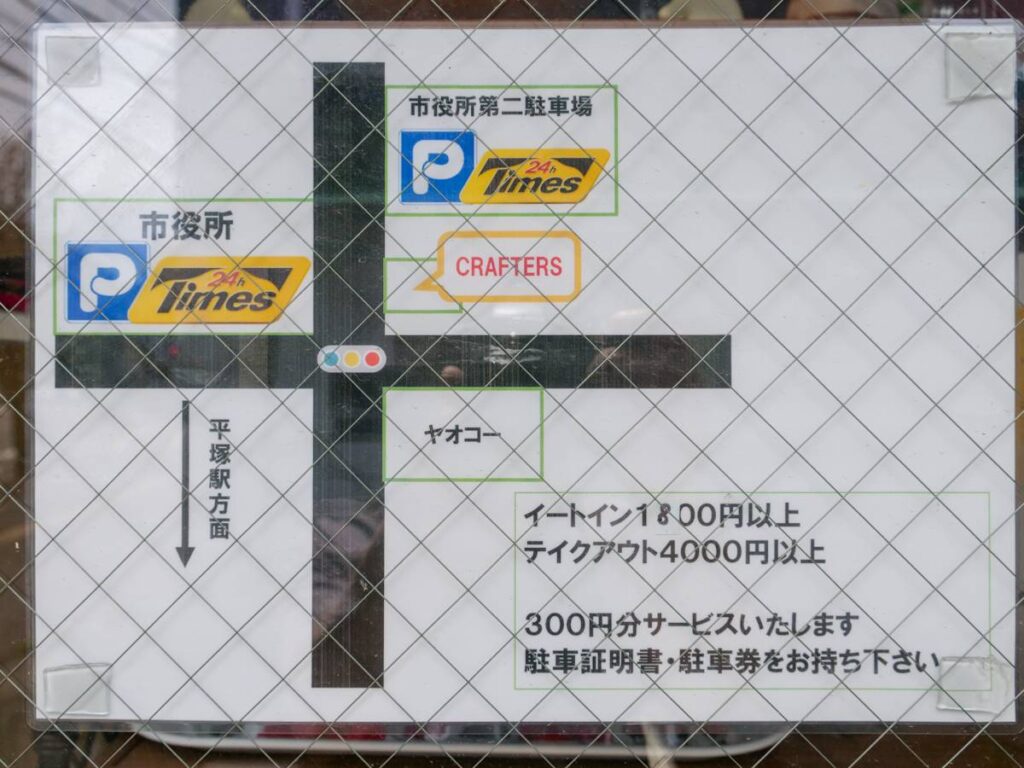 市役所第二駐車場
P 24h Times
市役所
P 24h Times
CRAFTERS
ヤオコー
平塚駅方面
イートイン1800円以上
テイクアウト4000円以上
300円分サービスいたします
駐車証明書・駐車券をお持ち下さい